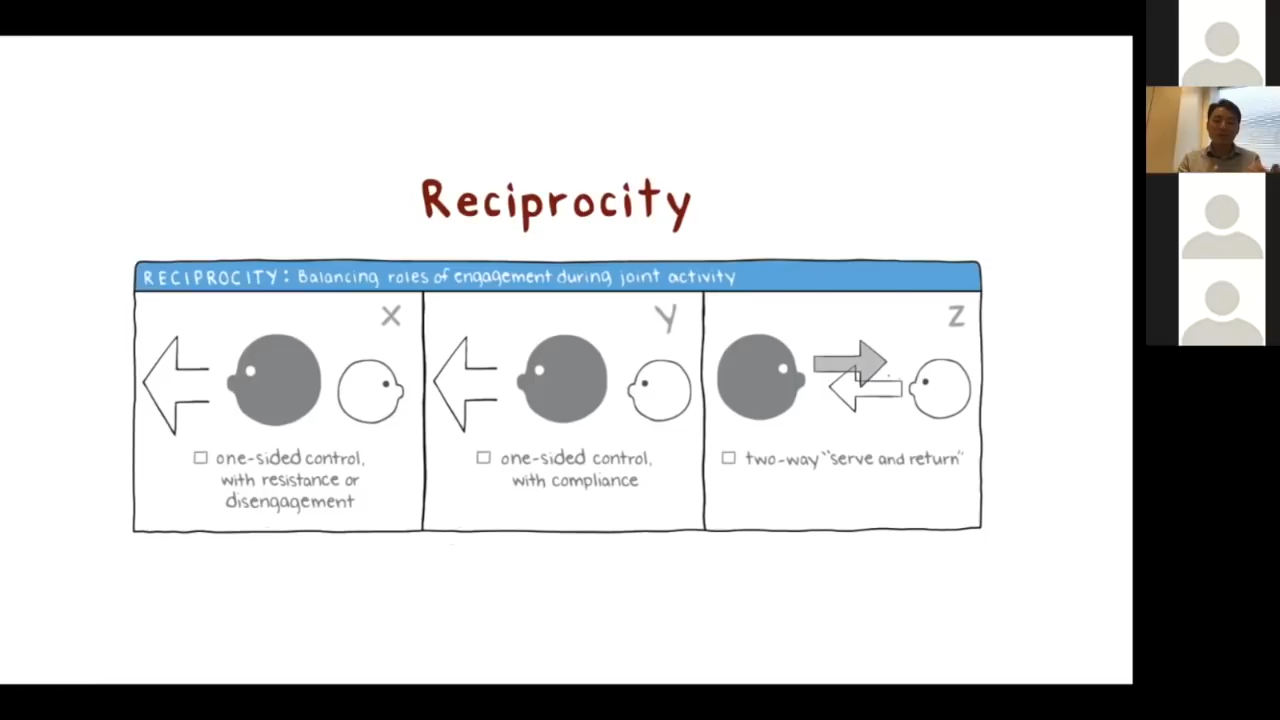 Reciprocity
RECIPROCITY: Balancing roles of engagement during joint activity
X
one-sided control,
with resistance or
disengagement
Y
one-sided control,
with compliance
Z
two-way "serve and return"